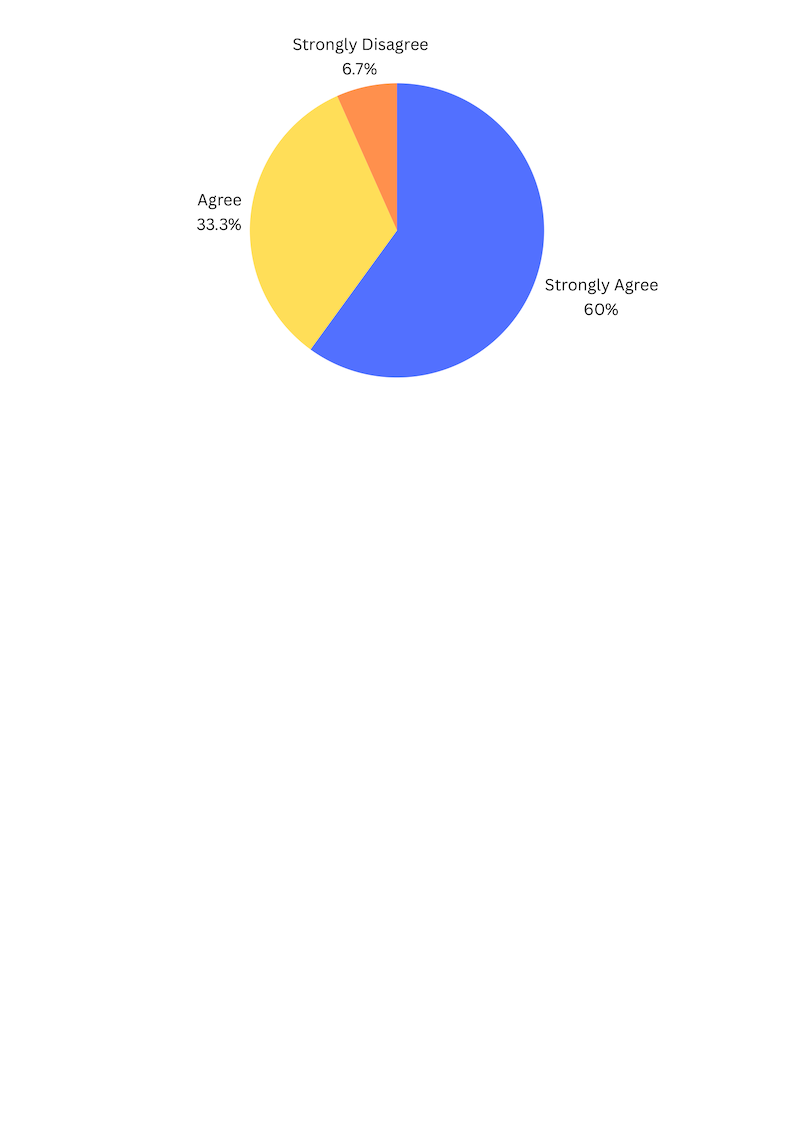 Strongly Disagree
6.7%
Agree
33.3%
Strongly Agree
60%